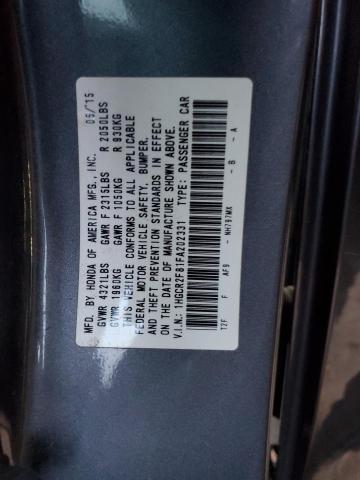 MFD. BY HONDA OF AMERICA MFG., INC. 05/15
GVWR 4321LBS GAWR F 2315LBS R 2050LBS
GVWR 1960KG GAWR F 1050KG R 930KG
THIS VEHICLE CONFORMS TO ALL APPLICABLE
FEDERAL MOTOR VEHICLE SAFETY, BUMPER,
AND THEFT PREVENTION STANDARDS IN EFFECT
ON THE DATE OF MANUFACTURE SHOWN ABOVE.
V.I.N.: 1HGCR2F81FA202331 TYPE: PASSENGER CAR
T2F F AF9 - NH797MX - B - A